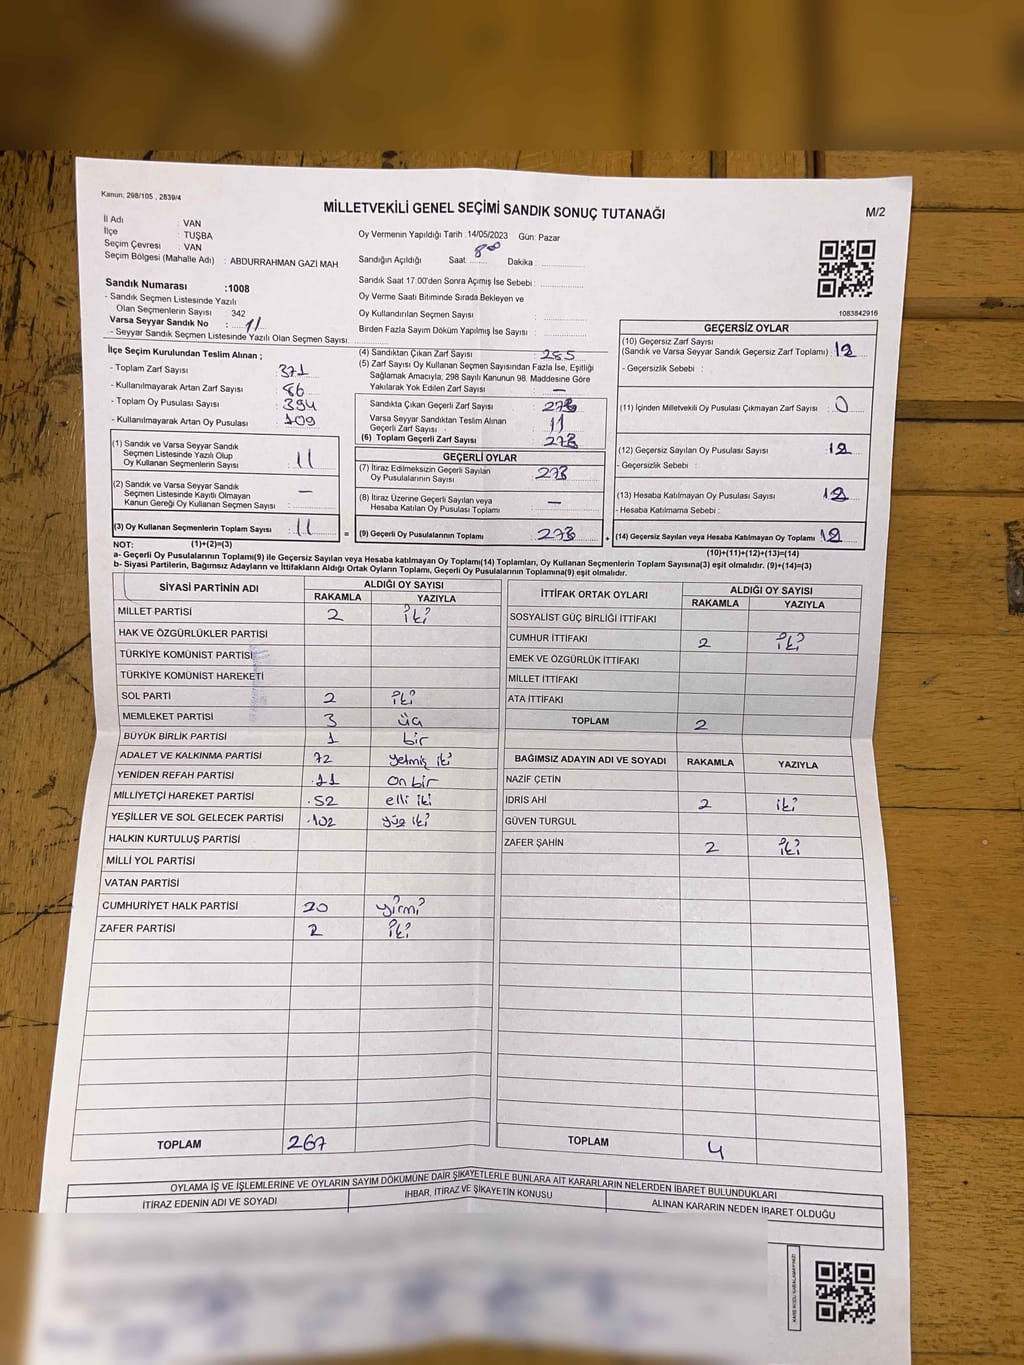 Kanun; 298/105 , 2839/4
MİLLETVEKİLİ GENEL SEÇİMİ SANDIK SONUÇ TUTANAĞI
M/2
İl Adı : VAN
İlçe : TUŞBA
Seçim Çevresi : VAN
Seçim Bölgesi (Mahalle Adı) : ABDURRAHMAN GAZİ MAH
Oy Vermenin Yapıldığı Tarih : 14/05/2023 Gün: Pazar
Sandığın Açıldığı Saat 8 00 Dakika :
Sandık Saat 17:00'den Sonra Açımış İse Sebebi :
Oy Verme Saati Bitiminde Sırada Bekleyen ve
Oy Kullandırılan Seçmen Sayısı :
Birden Fazla Sayım Döküm Yapılmış İse Sayısı :
1083842916
Sandık Numarası :1008
- Sandık Seçmen Listesinde Yazılı
Olan Seçmenlerin Sayısı : 342
Varsa Seyyar Sandık No : 11
- Seyyar Sandık Seçmen Listesinde Yazılı Olan Seçmen Sayısı.
İlçe Seçim Kurulundan Teslim Alınan ;
- Toplam Zarf Sayısı : 371
- Kullanılmayarak Artan Zarf Sayısı : 86
- Toplam Oy Pusulası Sayısı : 394
- Kullanılmayarak Artan Oy Pusulası : 109
(1) Sandık ve Varsa Seyyar Sandık
Seçmen Listesinde Yazılı Olup
Oy Kullanan Seçmenlerin Sayısı : 11
(2) Sandık ve Varsa Seyyar Sandık
Seçmen Listesinde Kayıtlı Olmayan
Kanun Gereği Oy Kullanan Seçmen Sayısı : —
(3) Oy Kullanan Seçmenlerin Toplam Sayısı : 11
(4) Sandıktan Çıkan Zarf Sayısı : 285
(5) Zarf Sayısı Oy Kullanan Seçmen Sayısından Fazla İse, Eşitliği
Sağlamak Amacıyla; 298 Sayılı Kanunun 98. Maddesine Göre
Yakılarak Yok Edilen Zarf Sayısı : —
Sandıkta Çıkan Geçerli Zarf Sayısı : 273
Varsa Seyyar Sandıktan Teslim Alınan
Geçerli Zarf Sayısı : 11
(6) Toplam Geçerli Zarf Sayısı : 273
GEÇERLİ OYLAR
(7) İtiraz Edilmeksizin Geçerli Sayılan
Oy Pusulalarının Sayısı : 273
(8) İtiraz Üzerine Geçerli Sayılan veya
Hesaba Katılan Oy Pusulası Toplamı : —
= (9) Geçerli Oy Pusulalarının Toplamı : 273
GEÇERSİZ OYLAR
(10) Geçersiz Zarf Sayısı
(Sandık ve Varsa Seyyar Sandık Geçersiz Zarf Toplamı) : 12
- Geçersizlik Sebebi :
(11) İçinden Milletvekili Oy Pusulası Çıkmayan Zarf Sayısı : 0
(12) Geçersiz Sayılan Oy Pusulası Sayısı : 12
- Geçersizlik Sebebi :
(13) Hesaba Katılmayan Oy Pusulası Sayısı : 12
- Hesaba Katılmama Sebebi :
+ (14) Geçersiz Sayılan veya Hesaba Katılmayan Oy Toplamı : 12
NOT: (1)+(2)=(3)
(10)+(11)+(12)+(13)=(14)
a- Geçerli Oy Pusulalarının Toplamı(9) ile Geçersiz Sayılan veya Hesaba katılmayan Oy Toplamı(14) Toplamları, Oy Kullanan Seçmenlerin Toplam Sayısına(3) eşit olmalıdır. (9)+(14)=(3)
b- Siyasi Partilerin, Bağımsız Adayların ve İttifakların Aldığı Ortak Oyların Toplamı, Geçerli Oy Pusulalarının Toplamına(9) eşit olmalıdır.
SİYASİ PARTİNİN ADI ALDIĞI OY SAYISI
RAKAMLA YAZIYLA
MİLLET PARTİSİ 2 iki
HAK VE ÖZGÜRLÜKLER PARTİSİ
TÜRKİYE KOMÜNİST PARTİSİ
TÜRKİYE KOMÜNİST HAREKETİ
SOL PARTİ 2 iki
MEMLEKET PARTİSİ 3 üç
BÜYÜK BİRLİK PARTİSİ 1 bir
ADALET VE KALKINMA PARTİSİ 72 yetmiş iki
YENİDEN REFAH PARTİSİ 11 on bir
MİLLİYETÇİ HAREKET PARTİSİ 52 elli iki
YEŞİLLER VE SOL GELECEK PARTİSİ 102 yüz iki
HALKIN KURTULUŞ PARTİSİ
MİLLİ YOL PARTİSİ
VATAN PARTİSİ
CUMHURİYET HALK PARTİSİ 20 yirmi
ZAFER PARTİSİ 2 iki
TOPLAM 267
İTTİFAK ORTAK OYLARI ALDIĞI OY SAYISI
RAKAMLA YAZIYLA
SOSYALİST GÜÇ BİRLİĞİ İTTİFAKI
CUMHUR İTTİFAKI 2 iki
EMEK VE ÖZGÜRLÜK İTTİFAKI
MİLLET İTTİFAKI
ATA İTTİFAKI
TOPLAM 2
BAĞIMSIZ ADAYIN ADI VE SOYADI RAKAMLA YAZIYLA
NAZİF ÇETİN
İDRİS AHİ 2 iki
GÜVEN TURGUL
ZAFER ŞAHİN 2 iki
TOPLAM 4
OYLAMA İŞ VE İŞLEMLERİNE VE OYLARIN SAYIM DÖKÜMÜNE DAİR ŞİKAYETLERLE BUNLARA AİT KARARLARIN NELERDEN İBARET BULUNDUKLARI
İTİRAZ EDENİN ADI VE SOYADI İHBAR, İTİRAZ VE ŞİKAYETİN KONUSU ALINAN KARARIN NEDEN İBARET OLDUĞU